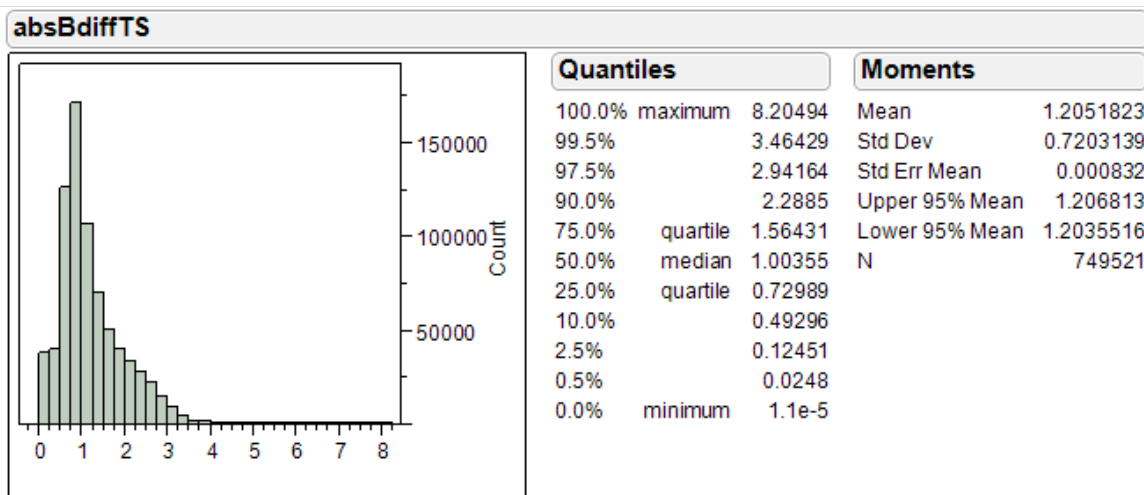 absBdiffTS
150000
100000
50000
Count
0 1 2 3 4 5 6 7 8
Quantiles
100.0% maximum 8.20494
99.5% 3.46429
97.5% 2.94164
90.0% 2.2885
75.0% quartile 1.56431
50.0% median 1.00355
25.0% quartile 0.72989
10.0% 0.49296
2.5% 0.12451
0.5% 0.0248
0.0% minimum 1.1e-5
Moments
Mean 1.2051823
Std Dev 0.7203139
Std Err Mean 0.000832
Upper 95% Mean 1.206813
Lower 95% Mean 1.2035516
N 749521